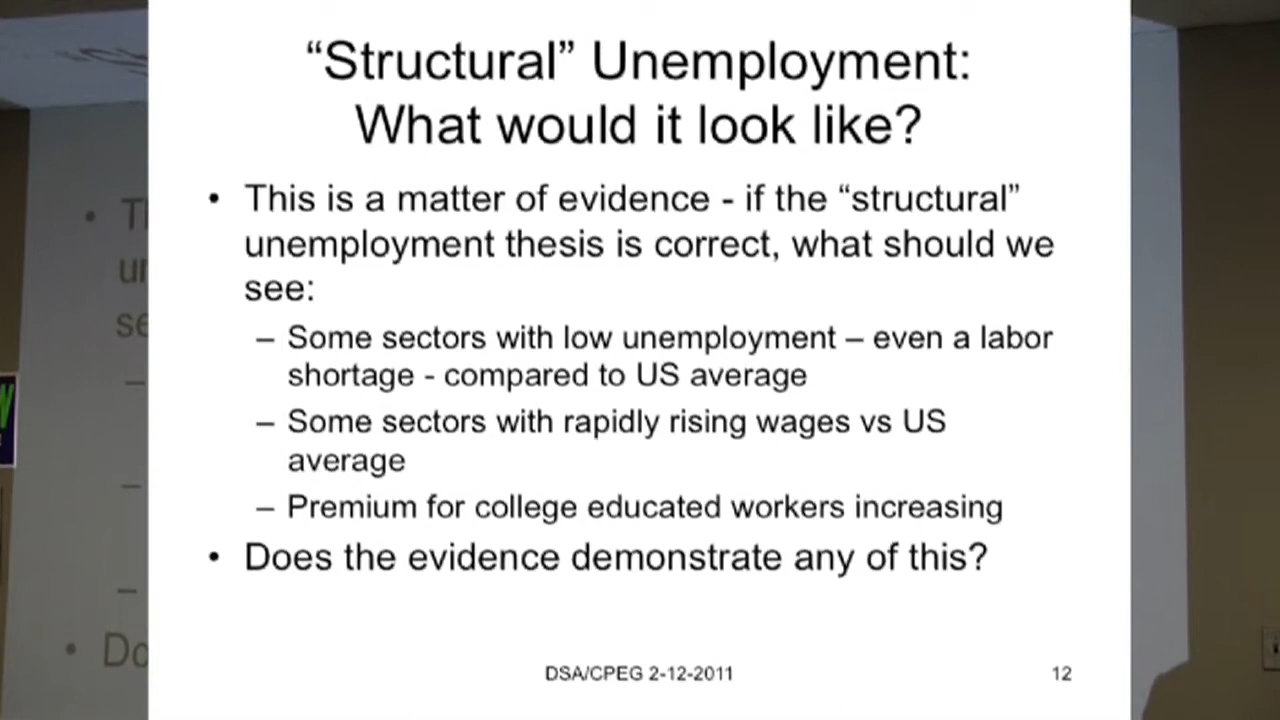 “Structural” Unemployment:
What would it look like?
• This is a matter of evidence - if the “structural”
unemployment thesis is correct, what should we
see:
– Some sectors with low unemployment – even a labor
shortage - compared to US average
– Some sectors with rapidly rising wages vs US
average
– Premium for college educated workers increasing
• Does the evidence demonstrate any of this?
DSA/CPEG 2-12-2011
12